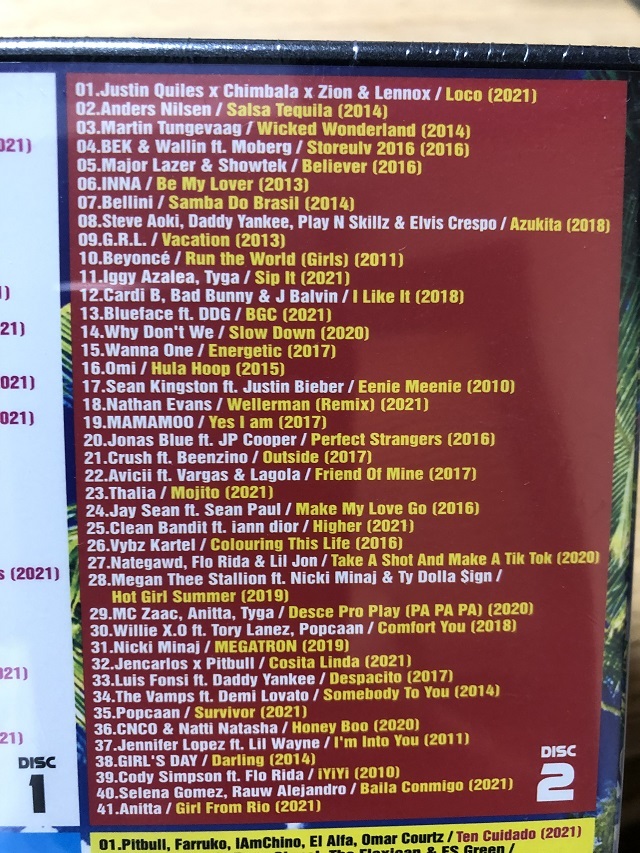 021)
1)
21)
021)
021)
s (2021)
021)
21)
DISC
1
01.Justin Quiles x Chimbala x Zion & Lennox / Loco (2021)
02.Anders Nilsen / Salsa Tequila (2014)
03.Martin Tungevaag / Wicked Wonderland (2014)
04.BEK & Wallin ft. Moberg / Storeulv 2016 (2016)
05.Major Lazer & Showtek / Believer (2016)
06.INNA / Be My Lover (2013)
07.Bellini / Samba Do Brasil (2014)
08.Steve Aoki, Daddy Yankee, Play N Skillz & Elvis Crespo / Azukita (2018)
09.G.R.L. / Vacation (2013)
10.Beyoncé / Run the World (Girls) (2011)
11.Iggy Azalea, Tyga / Sip It (2021)
12.Cardi B, Bad Bunny & J Balvin / I Like It (2018)
13.Blueface ft. DDG / BGC (2021)
14.Why Don't We / Slow Down (2020)
15.Wanna One / Energetic (2017)
16.Omi / Hula Hoop (2015)
17.Sean Kingston ft. Justin Bieber / Eenie Meenie (2010)
18.Nathan Evans / Wellerman (Remix) (2021)
19.MAMAMOO / Yes I am (2017)
20.Jonas Blue ft. JP Cooper / Perfect Strangers (2016)
21.Crush ft. Beenzino / Outside (2017)
22.Avicii ft. Vargas & Lagola / Friend Of Mine (2017)
23.Thalia / Mojito (2021)
24.Jay Sean ft. Sean Paul / Make My Love Go (2016)
25.Clean Bandit ft. iann dior / Higher (2021)
26.Vybz Kartel / Colouring This Life (2016)
27.Nategawd, Flo Rida & Lil Jon / Take A Shot And Make A Tik Tok (2020)
28.Megan Thee Stallion ft. Nicki Minaj & Ty Dolla $ign /
Hot Girl Summer (2019)
29.MC Zaac, Anitta, Tyga / Desce Pro Play (PA PA PA) (2020)
30.Willie X.O ft. Tory Lanez, Popcaan / Comfort You (2018)
31.Nicki Minaj / MEGATRON (2019)
32.Jencarlos x Pitbull / Cosita Linda (2021)
33.Luis Fonsi ft. Daddy Yankee / Despacito (2017)
34.The Vamps ft. Demi Lovato / Somebody To You (2014)
35.Popcaan / Survivor (2021)
36.CNCO & Natti Natasha / Honey Boo (2020)
37.Jennifer Lopez ft. Lil Wayne / I'm Into You (2011)
38.GIRL'S DAY / Darling (2014)
39.Cody Simpson ft. Flo Rida / iYiYi (2010)
40.Selena Gomez, Rauw Alejandro / Baila Conmigo (2021)
41.Anitta / Girl From Rio (2021)
DISC
2
01.Pitbull, Farruko, IAmChino, El Alfa, Omar Courtz / Ten Cuidado (2021)
The Flexican & FS Green /